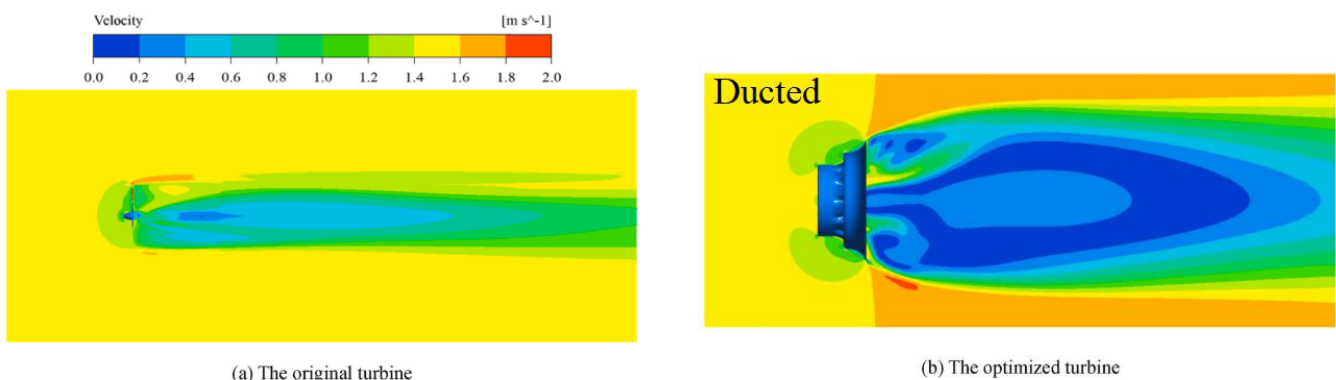 Velocity [m s^-1]
0.0 0.2 0.4 0.6 0.8 1.0 1.2 1.4 1.6 1.8 2.0
Ducted
(a) The original turbine
(b) The optimized turbine